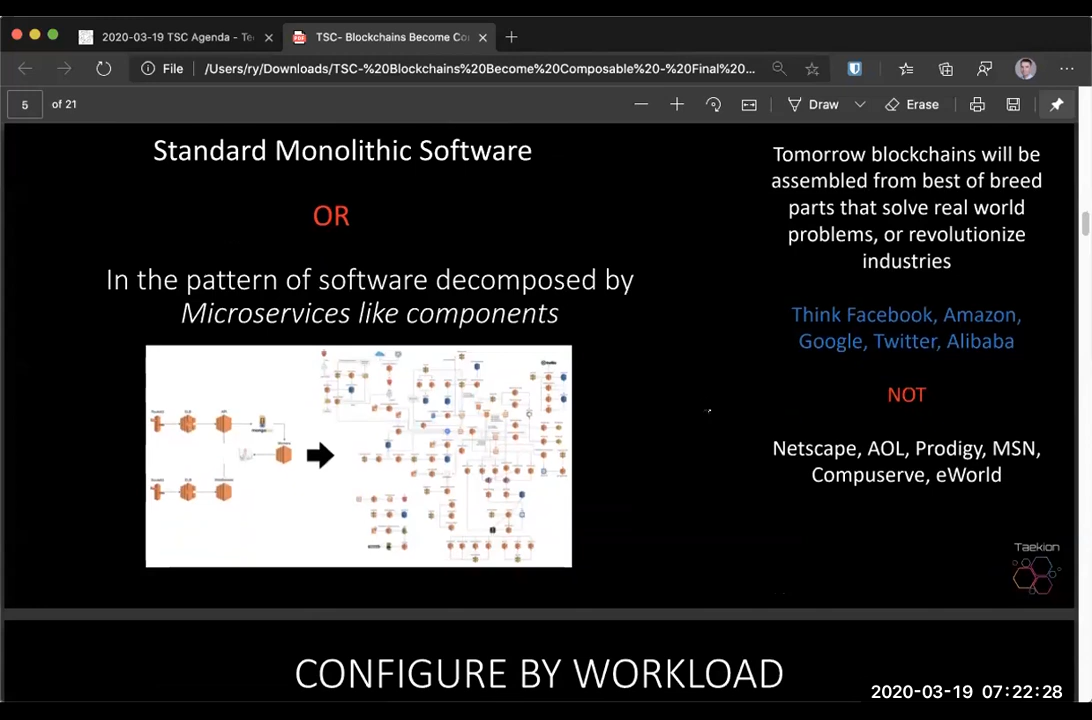 2020-03-19 TSC Agenda - Te
TSC- Blockchains Become Co
File
/Users/ry/Downloads/TSC-%20Blockchains%20Become%20Composable%20-%20Final%20...
5 of 21
Draw
Erase
Standard Monolithic Software
OR
In the pattern of software decomposed by
Microservices like components
Tomorrow blockchains will be
assembled from best of breed
parts that solve real world
problems, or revolutionize
industries
Think Facebook, Amazon,
Google, Twitter, Alibaba
NOT
Netscape, AOL, Prodigy, MSN,
Compuserve, eWorld
Taekion
CONFIGURE BY WORKLOAD
2020-03-19 07:22:28